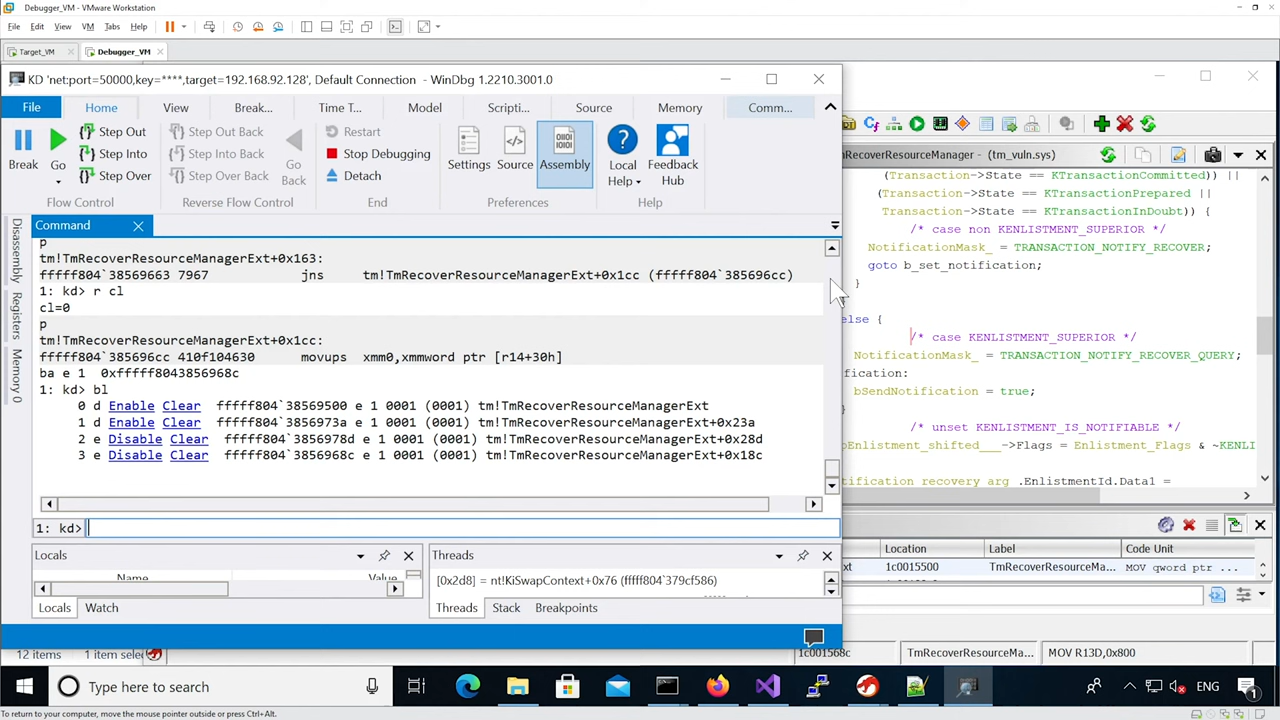 Debugger_VM - VMware Workstation
File Edit View VM Tabs Help
Target_VM Debugger_VM
KD 'net:port=50000,key=****,target=192.168.92.128', Default Connection - WinDbg 1.2210.3001.0
File Home View Break... Time T... Model Scripti... Source Memory Comm...
Break
Go
Step Out
Step Into
Step Over
Step Out Back
Step Into Back
Step Over Back
Go Back
Restart
Stop Debugging
Detach
Settings
Source
Assembly
Local Help
Feedback Hub
Flow Control Reverse Flow Control End Preferences Help
Disassembly
Registers
Memory 0
Command
p
tm!TmRecoverResourceManagerExt+0x163:
fffff804`38569663 7967 jns tm!TmRecoverResourceManagerExt+0x1cc (fffff804`385696cc)
1: kd> r cl
cl=0
p
tm!TmRecoverResourceManagerExt+0x1cc:
fffff804`385696cc 410f104630 movups xmm0,xmmword ptr [r14+30h]
ba e 1 0xfffff8043856968c
1: kd> bl
0 d Enable Clear fffff804`38569500 e 1 0001 (0001) tm!TmRecoverResourceManagerExt
1 d Enable Clear fffff804`3856973a e 1 0001 (0001) tm!TmRecoverResourceManagerExt+0x23a
2 e Disable Clear fffff804`3856978d e 1 0001 (0001) tm!TmRecoverResourceManagerExt+0x28d
3 e Disable Clear fffff804`3856968c e 1 0001 (0001) tm!TmRecoverResourceManagerExt+0x18c
1: kd>
Locals
Name Value
Locals Watch
Threads
[0x2d8] = nt!KiSwapContext+0x76 (fffff804`379cf586)
Threads Stack Breakpoints
RecoverResourceManager - (tm_vuln.sys)
(Transaction->State == KTransactionCommitted)) ||
(Transaction->State == KTransactionPrepared ||
Transaction->State == KTransactionInDoubt)) {
/* case non KENLISTMENT_SUPERIOR */
NotificationMask_ = TRANSACTION_NOTIFY_RECOVER;
goto b_set_notification;
}
else {
/* case KENLISTMENT_SUPERIOR */
NotificationMask_ = TRANSACTION_NOTIFY_RECOVER_QUERY;
ification:
bSendNotification = true;
}
/* unset KENLISTMENT_IS_NOTIFIABLE */
pEnlistment_shifted___->Flags = Enlistment_Flags & ~KENLI
tification recovery arg .EnlistmentId.Data1 =
Location Label Code Unit
xt 1c0015500 TmRecoverResourceMa... MOV qword ptr ...
12 items 1 item selec
1c001568c TmRecoverResourceMa... MOV R13D,0x800
Type here to search
ENG
1
To return to your computer, move the mouse pointer outside or press Ctrl+Alt.